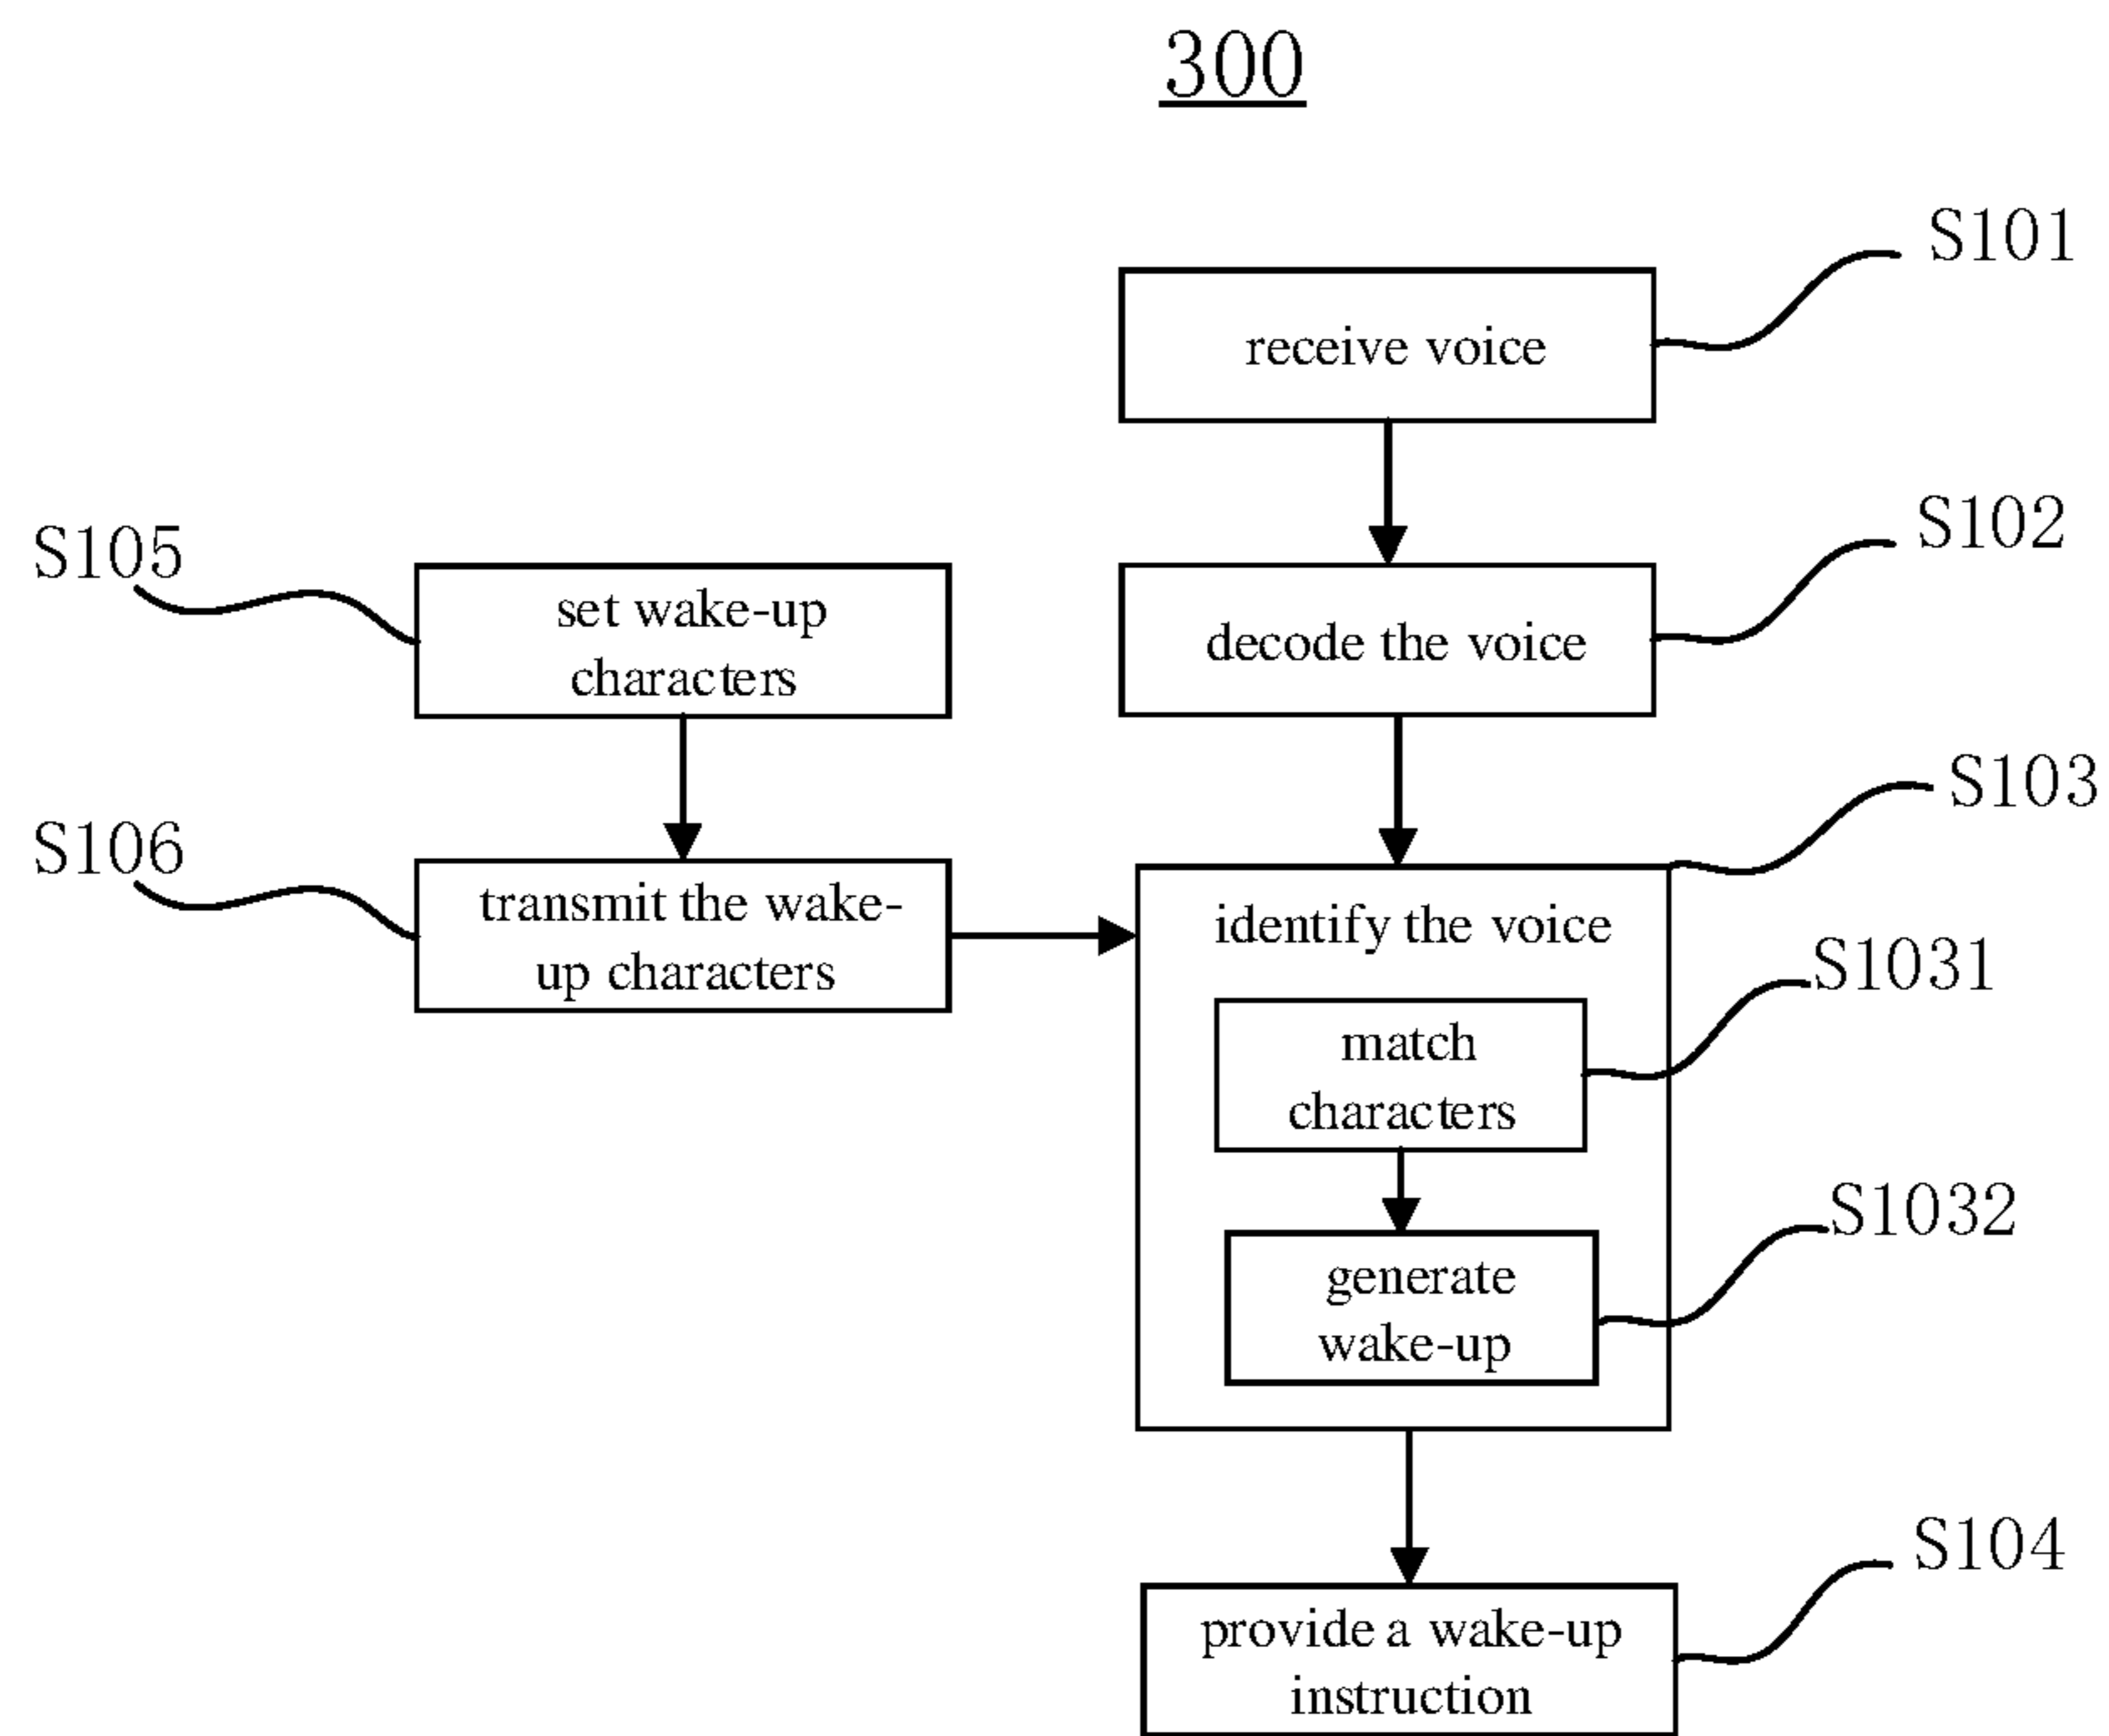 300
S101
receive voice
S102
decode the voice
S105
set wake-up
characters
S103
S106
transmit the wake-
up characters
identify the voice
S1031
match
characters
S1032
generate
wake-up
S104
provide a wake-up
instruction